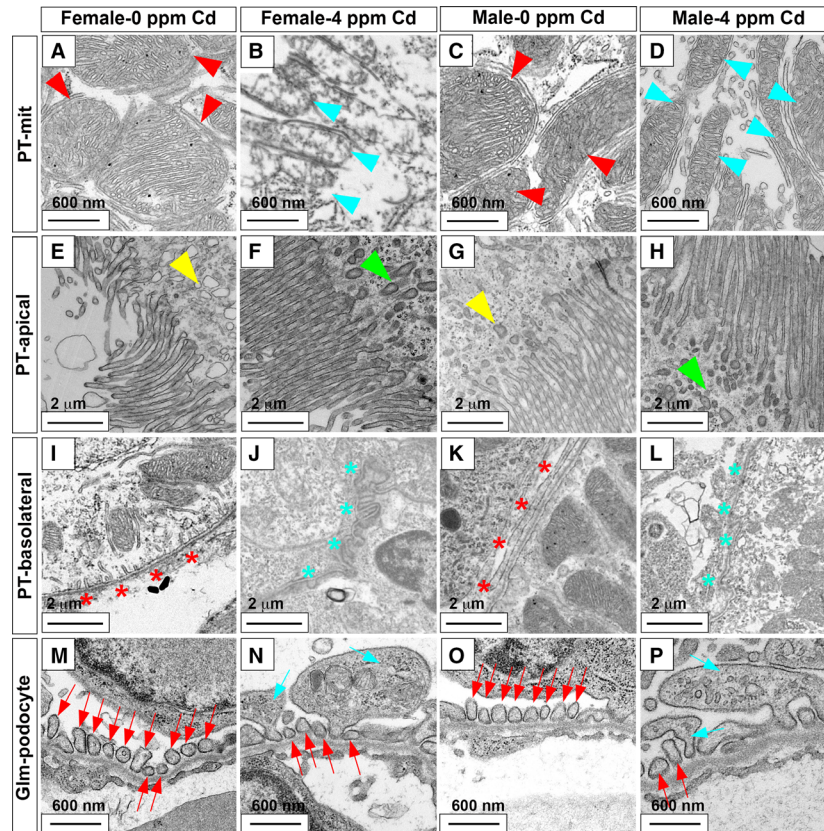 Female-0 ppm Cd Female-4 ppm Cd Male-0 ppm Cd Male-4 ppm Cd
PT-mit
A B C D
600 nm 600 nm 600 nm 600 nm
PT-apical
E F G H
2 µm 2 µm 2 µm 2 µm
PT-basolateral
I J K L
* * * * * * * * * * * * * * * *
2 µm 2 µm 2 µm 2 µm
Glm-podocyte
M N O P
600 nm 600 nm 600 nm 600 nm